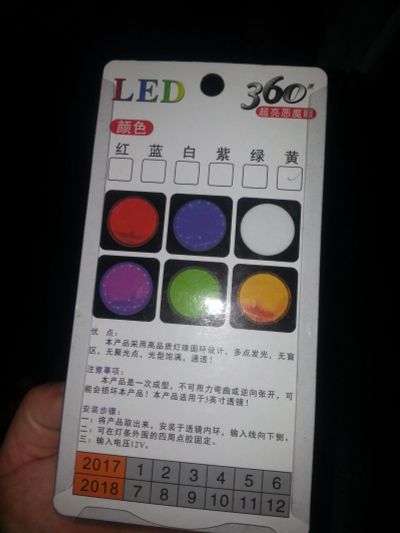 LED 360°
超亮恶魔眼
颜色
红 蓝 白 紫 绿 黄
优 点:
本产品采用高品质灯珠圆环设计、多点发光,无盲
区,无聚光点,光型饱满,通透!
注意事项:
本产品是一次成型,不可用力弯曲或逆向张开,可
能会损坏本产品!本产品适用于3英寸透镜!
安装步骤:
一:将产品取出来,安装于透镜内环,输入线向下侧。
二:可在灯条外围的四周点胶固定。
三:输入电压12V。
2017 1 2 3 4 5 6
2018 7 8 9 10 11 12